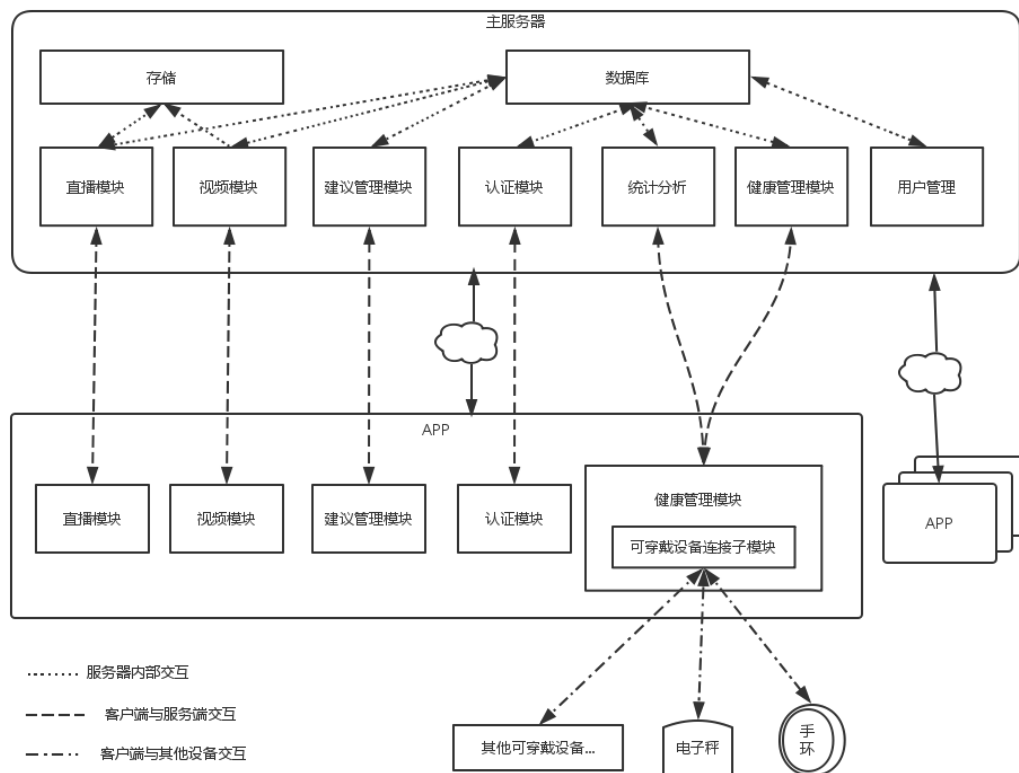 主服务器
存储
数据库
直播模块
视频模块
建议管理模块
认证模块
统计分析
健康管理模块
用户管理
APP
直播模块
视频模块
建议管理模块
认证模块
健康管理模块
可穿戴设备连接子模块
APP
服务器内部交互
客户端与服务端交互
客户端与其他设备交互
其他可穿戴设备...
电子秤
手
环